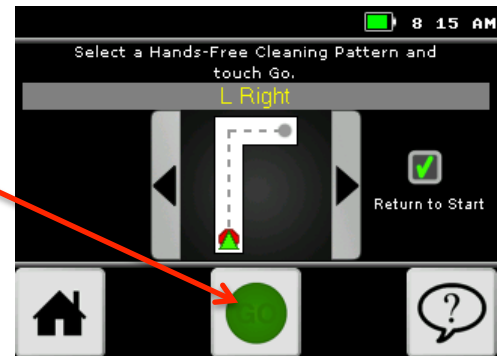 8 15 AM
Select a Hands-Free Cleaning Pattern and
touch Go.
L Right
Return to Start
GO
?